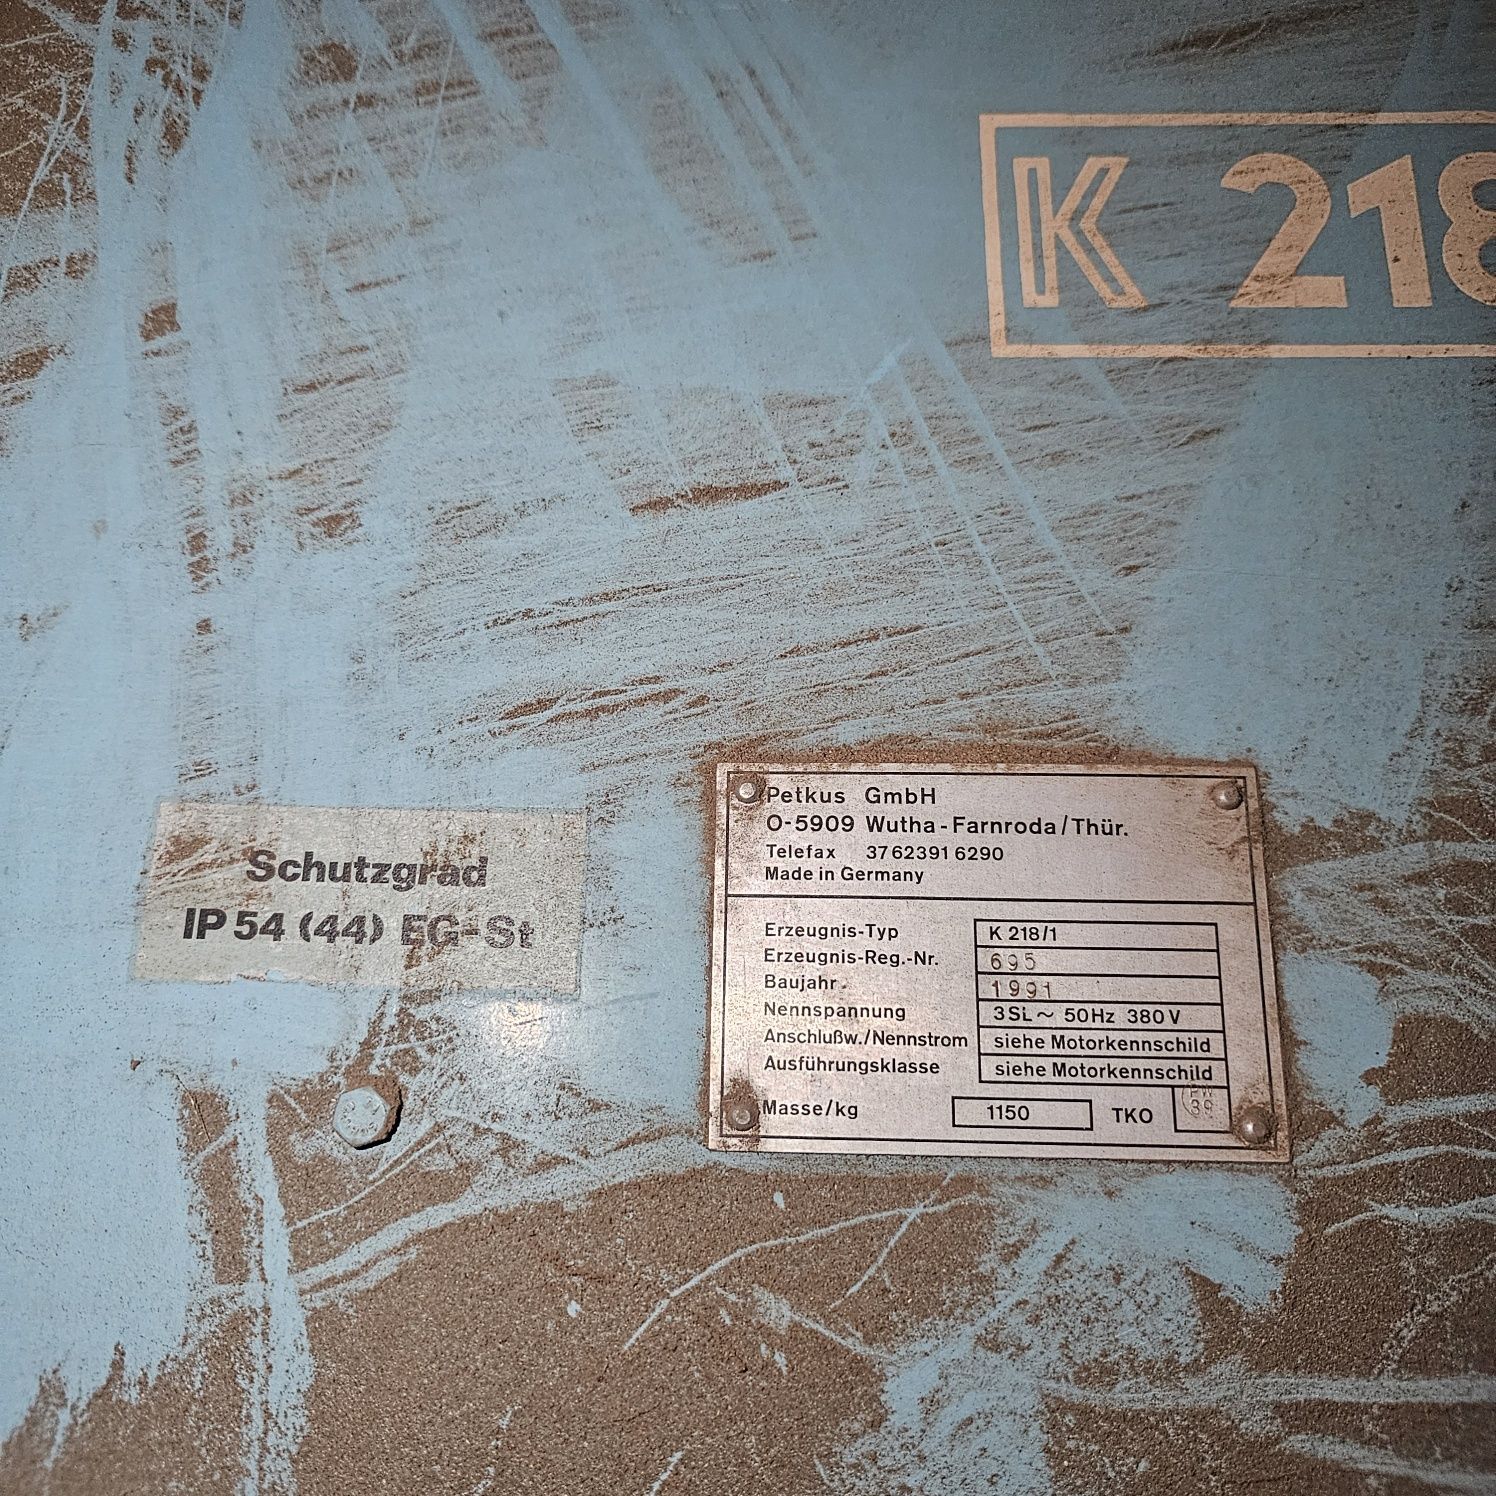 K 218
Schutzgrad
IP 54 (44) EG-St
Petkus GmbH
O-5909 Wutha-Farnroda/Thür.
Telefax 37 62391 6290
Made in Germany
Erzeugnis-Typ K 218/1
Erzeugnis-Reg.-Nr. 695
Baujahr. 1991
Nennspannung 3SL~ 50Hz 380V
Anschlußw./Nennstrom siehe Motorkennschild
Ausführungsklasse siehe Motorkennschild
Masse/kg 1150 TKO